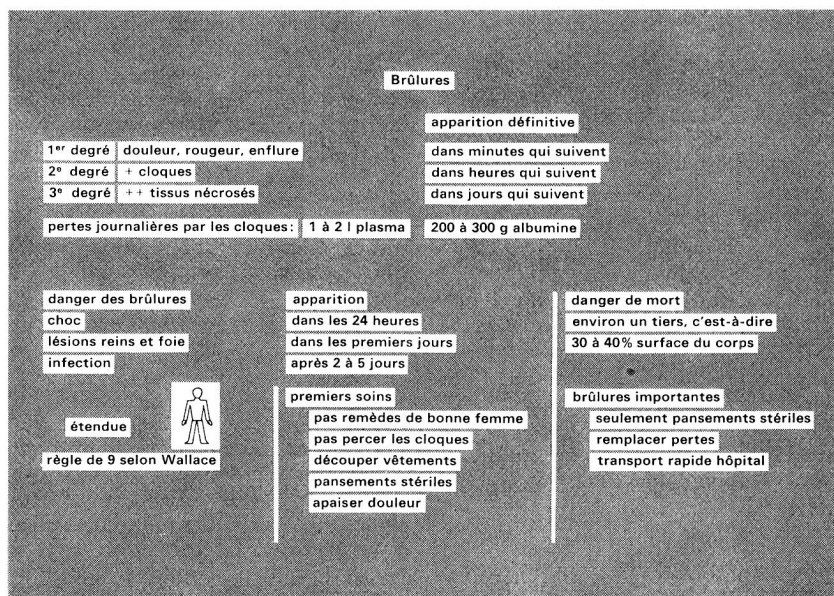 Brûlures
apparition définitive
1er degré douleur, rougeur, enflure dans minutes qui suivent
2e degré + cloques dans heures qui suivent
3e degré ++ tissus nécrosés dans jours qui suivent
pertes journalières par les cloques: 1 à 2 l plasma 200 à 300 g albumine
danger des brûlures apparition danger de mort
choc dans les 24 heures environ un tiers, c'est-à-dire
lésions reins et foie dans les premiers jours 30 à 40% surface du corps
infection après 2 à 5 jours
étendue
règle de 9 selon Wallace
premiers soins
pas remèdes de bonne femme
pas percer les cloques
découper vêtements
pansements stériles
apaiser douleur
brûlures importantes
seulement pansements stériles
remplacer pertes
transport rapide hôpital